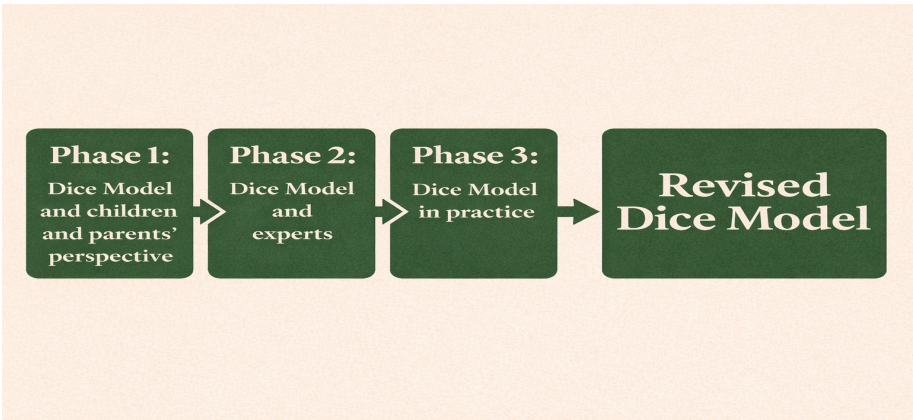 Phase 1:
Dice Model
and children
and parents’
perspective
Phase 2:
Dice Model
and
experts
Phase 3:
Dice Model
in practice
Revised
Dice Model